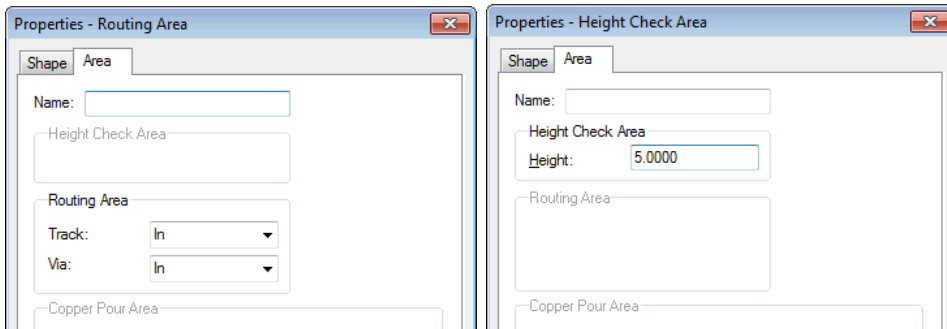 Properties - Routing Area
Shape Area
Name:
Height Check Area
Routing Area
Track: In
Via: In
Copper Pour Area
Properties - Height Check Area
Shape Area
Name:
Height Check Area
Height: 5.0000
Routing Area
Copper Pour Area